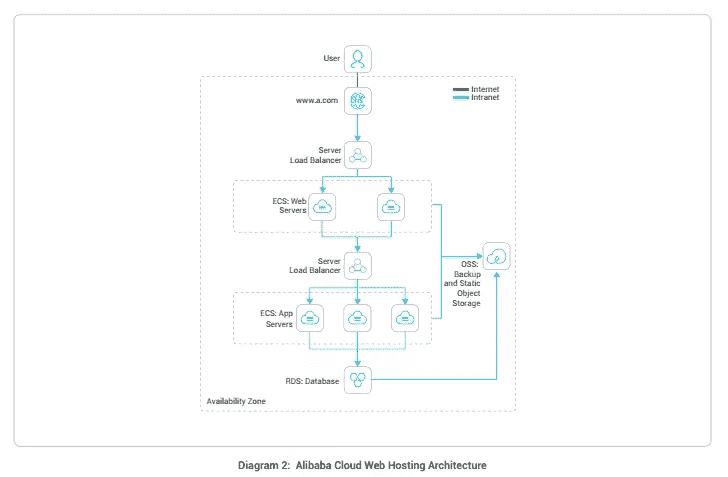 User
www.a.com
DNS
Internet
Intranet
Server
Load Balancer
ECS: Web
Servers
Server
Load Balancer
OSS:
Backup
and Static
Object
Storage
ECS: App
Servers
RDS: Database
Availability Zone
Diagram 2: Alibaba Cloud Web Hosting Architecture